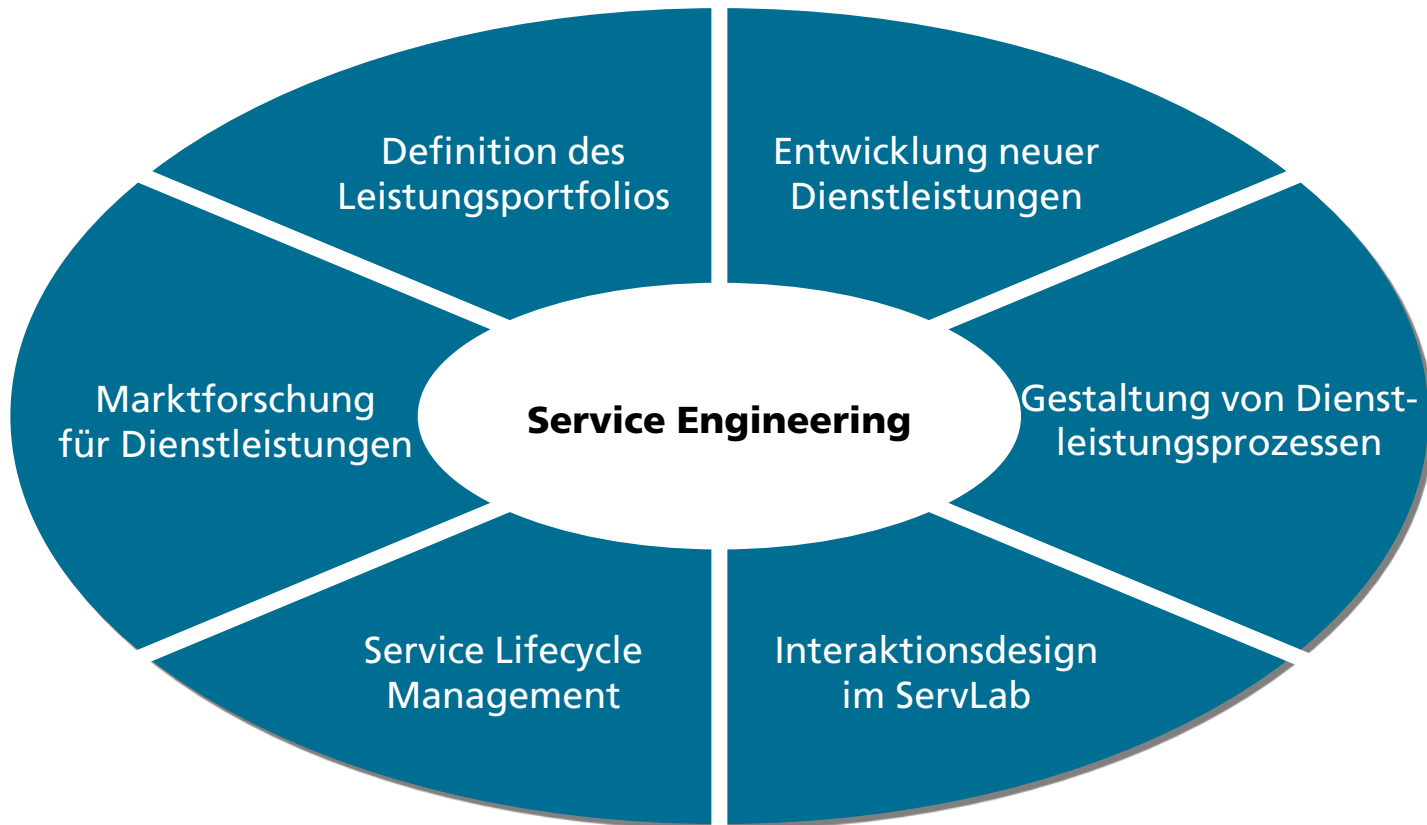 Definition des
Leistungsportfolios
Entwicklung neuer
Dienstleistungen
Marktforschung
für Dienstleistungen
Service Engineering
Gestaltung von Dienst-
leistungsprozessen
Service Lifecycle
Management
Interaktionsdesign
im ServLab